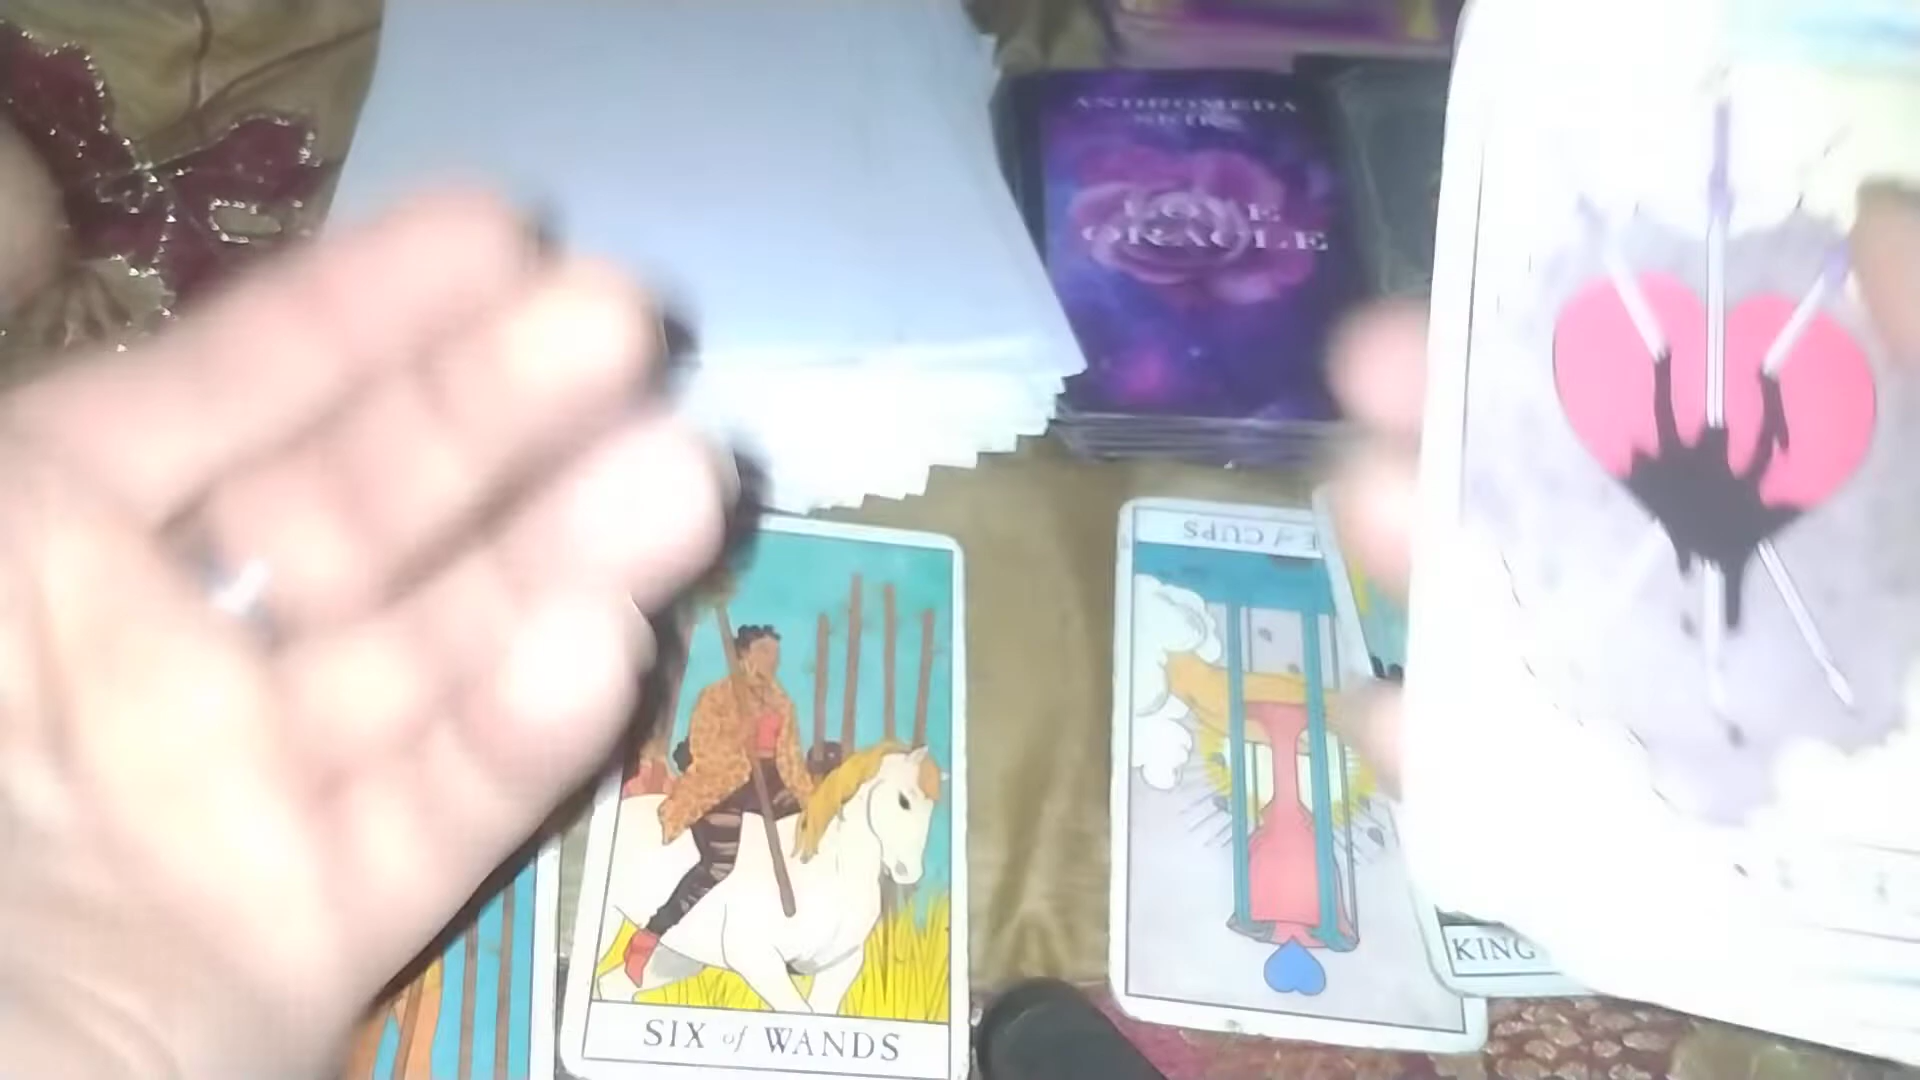 ANDROMEDA
LOVE
ORACLE
E of CUPS
SIX of WANDS
KING